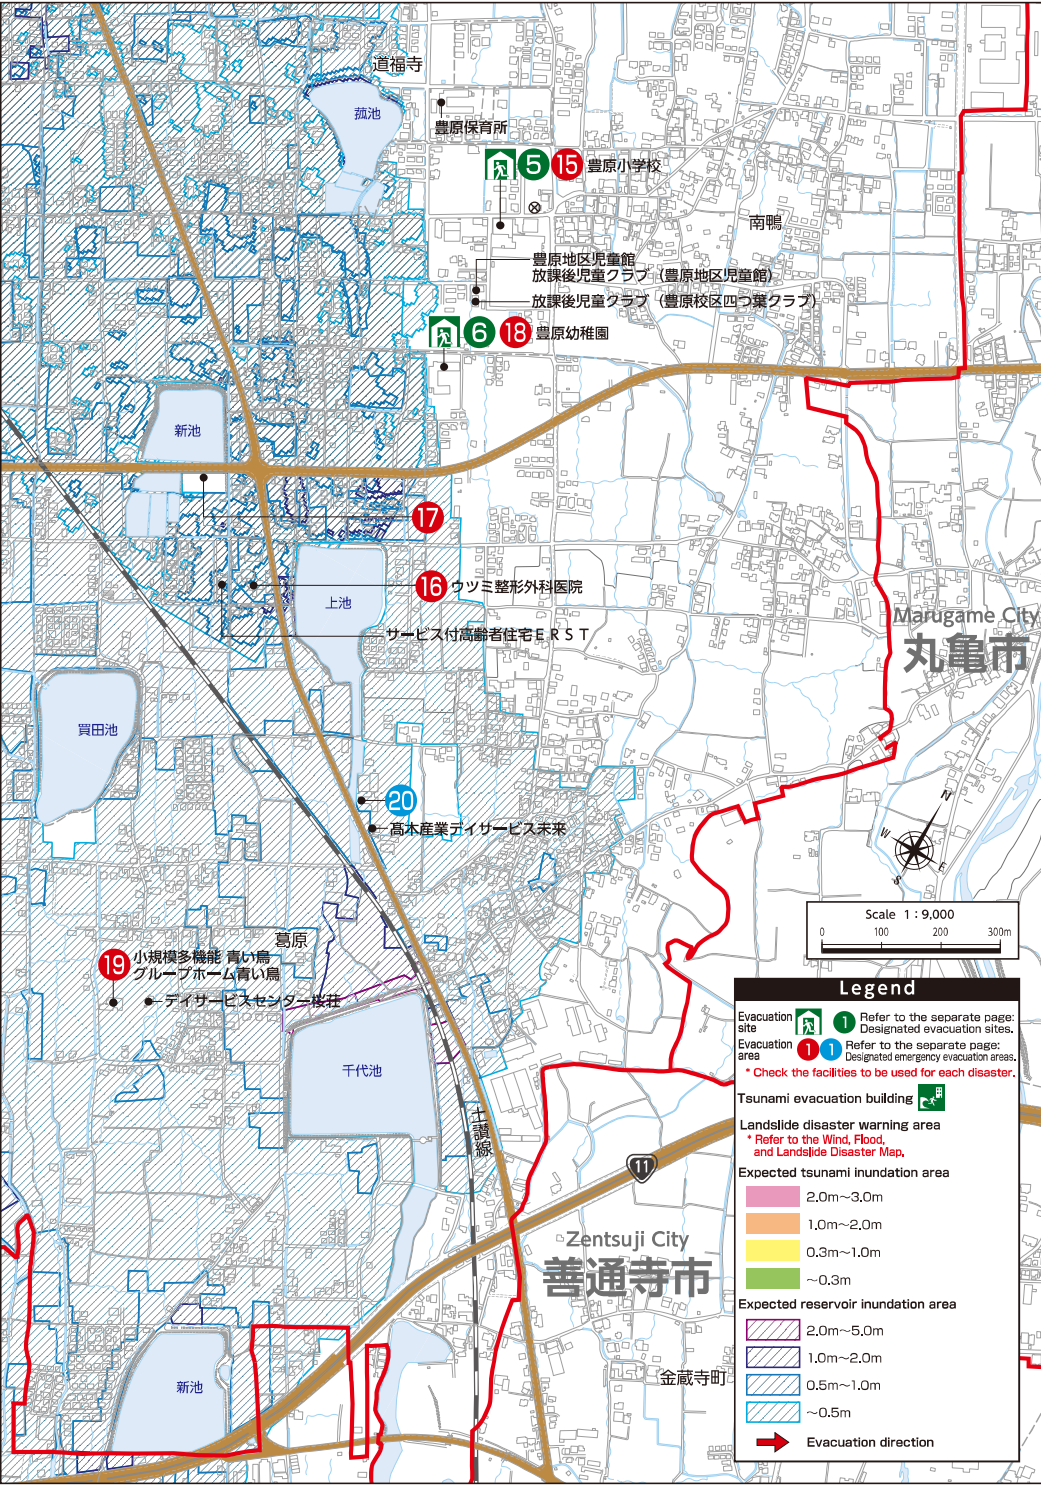 道福寺
菰池
豊原保育所
5 15 豊原小学校
南鴨
豊原地区児童館
放課後児童クラブ（豊原地区児童館）
放課後児童クラブ（豊原校区四つ葉クラブ）
6 18 豊原幼稚園
新池
17
16 ウツミ整形外科医院
上池
サービス付高齢者住宅ＥＲＳＴ
Marugame City
丸亀市
買田池
20
髙本産業デイサービス未来
N
W
E
S
Scale 1：9,000
0 100 200 300m
葛原
19 小規模多機能 青い鳥
グループホーム青い鳥
デイサービスセンター桜荘
千代池
土讃線
11
Zentsuji City
善通寺市
金蔵寺町
新池
Legend
Evacuation site
1 Refer to the separate page:
Designated evacuation sites.
Evacuation area
1 1 Refer to the separate page:
Designated emergency evacuation areas.
* Check the facilities to be used for each disaster.
Tsunami evacuation building
Landslide disaster warning area
* Refer to the Wind, Flood,
and Landslide Disaster Map.
Expected tsunami inundation area
2.0m～3.0m
1.0m～2.0m
0.3m～1.0m
～0.3m
Expected reservoir inundation area
2.0m～5.0m
1.0m～2.0m
0.5m～1.0m
～0.5m
Evacuation direction